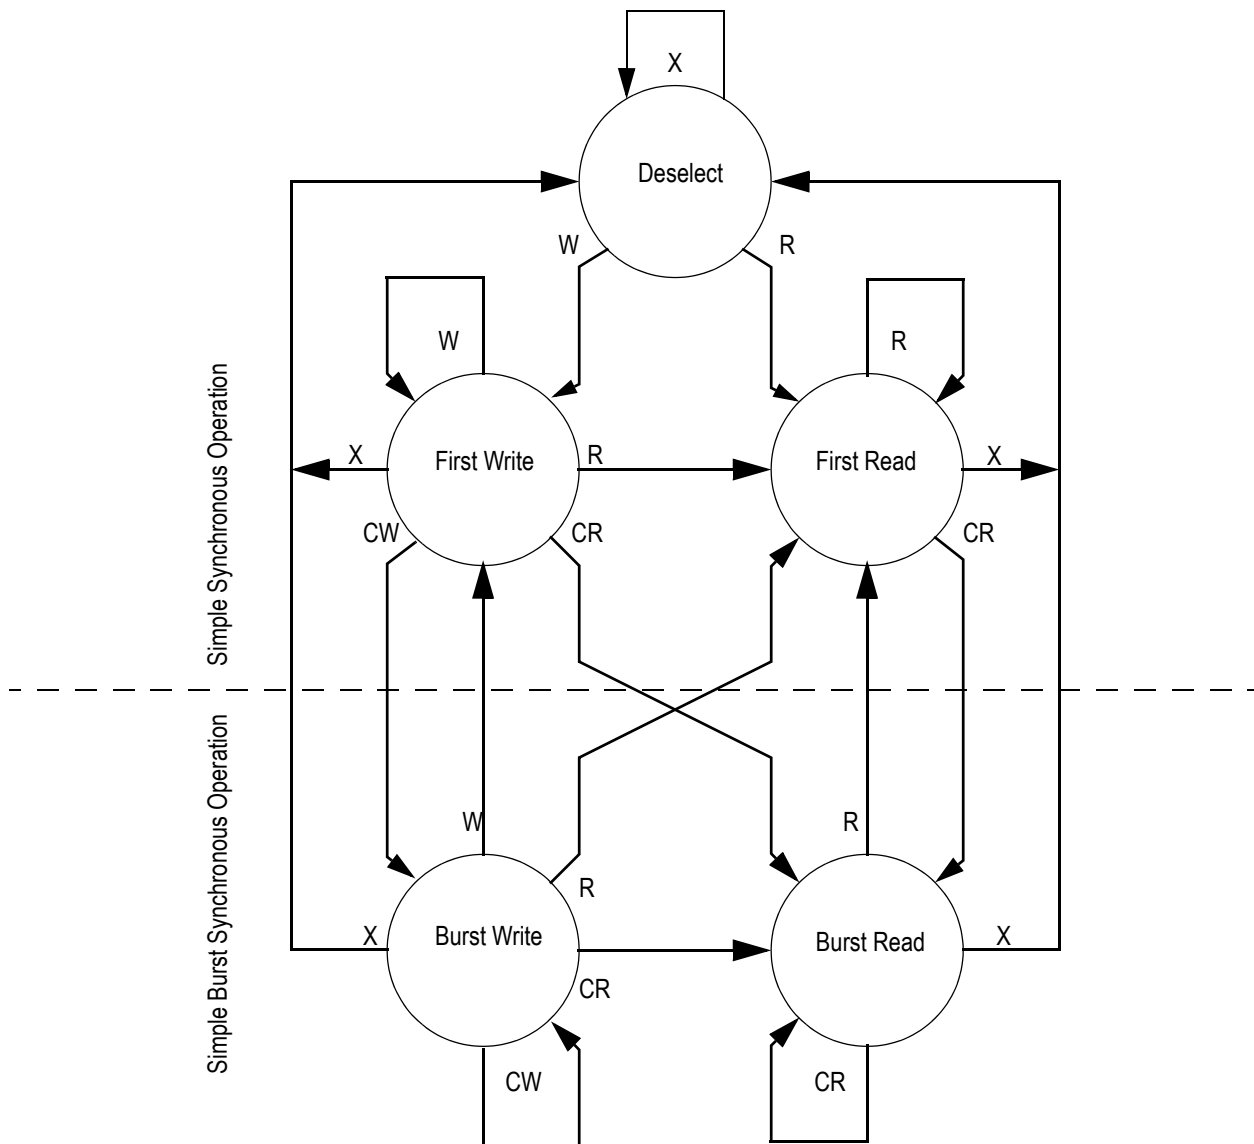 X
Deselect
W
R
W
R
Simple Synchronous Operation
X
First Write
R
First Read
X
CW
CR
CR
Simple Burst Synchronous Operation
W
R
R
X
Burst Write
Burst Read
X
CR
CW
CR